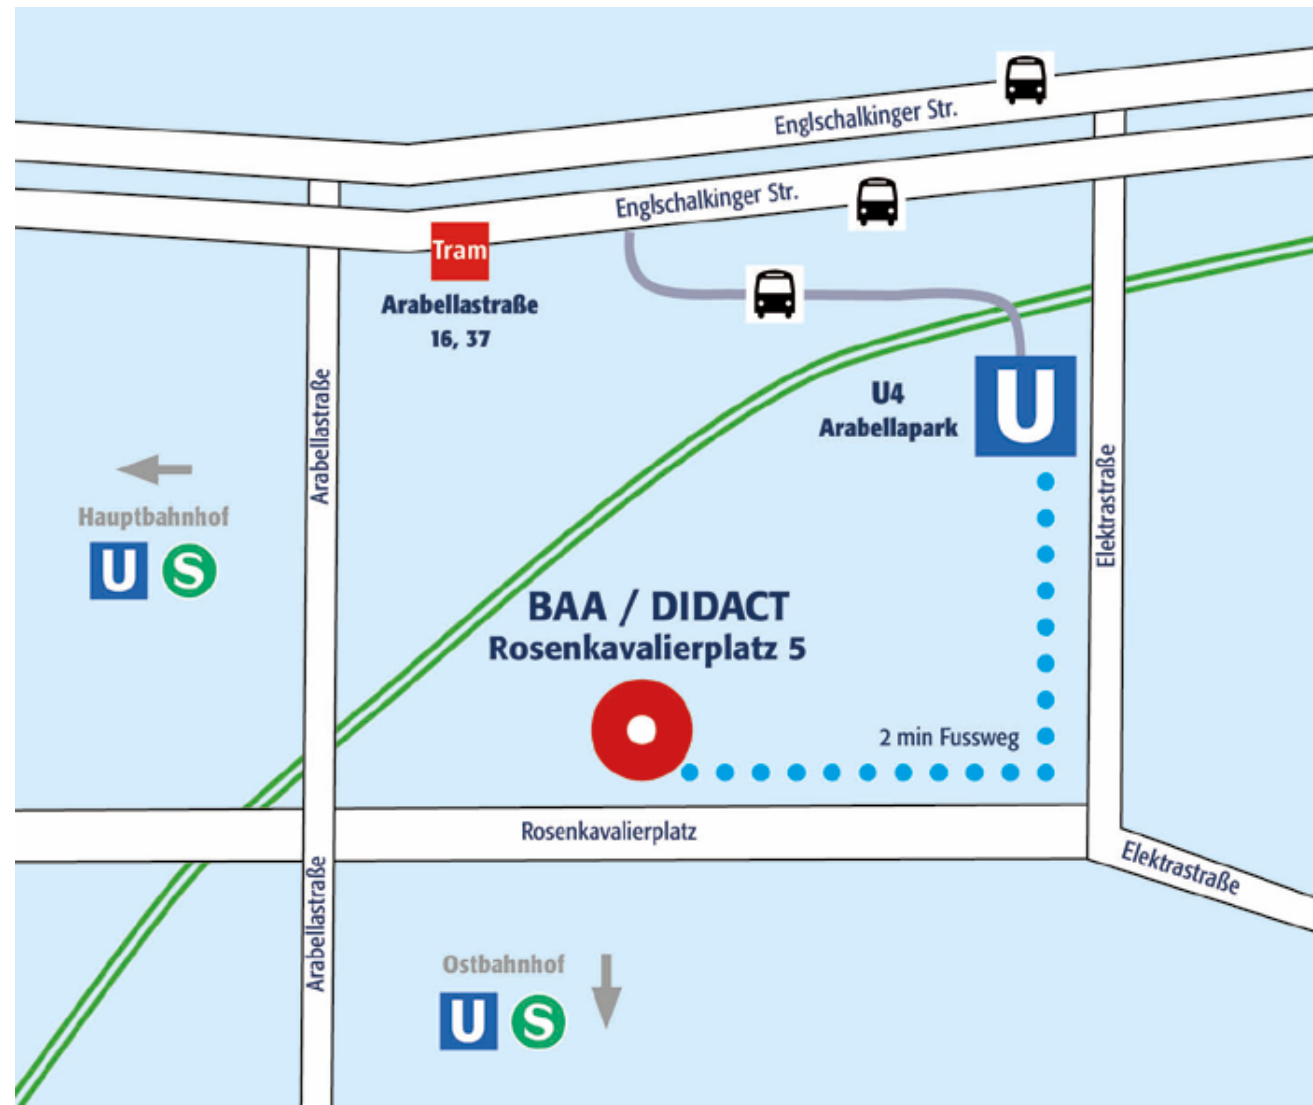 Englschalkinger Str.
Englschalkinger Str.
Tram
Arabellastraße
16, 37
U4
Arabellapark
U
Arabellastraße
Elektrastraße
Hauptbahnhof
U S
BAA / DIDACT
Rosenkavalierplatz 5
2 min Fussweg
Rosenkavalierplatz
Elektrastraße
Arabellastraße
Ostbahnhof
U S